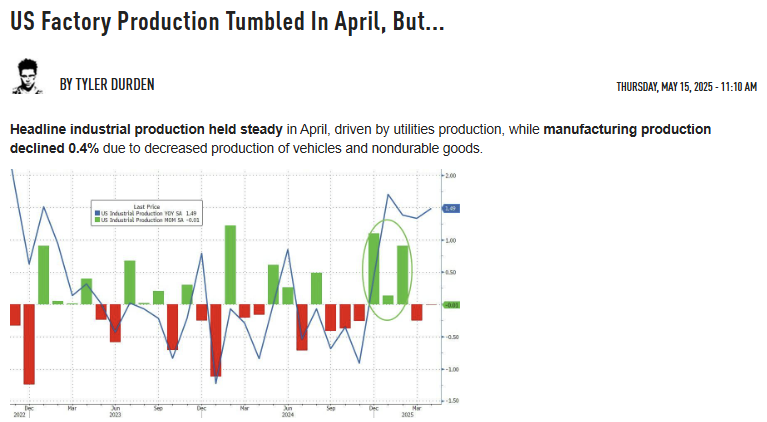 US Factory Production Tumbled In April, But...
BY TYLER DURDEN
THURSDAY, MAY 15, 2025 - 11:10 AM
Headline industrial production held steady in April, driven by utilities production, while manufacturing production
declined 0.4% due to decreased production of vehicles and nondurable goods.
2.00
Last Price
US Industrial Production YOY SA 1.49
US Industrial Production MOM SA -0.01
1.49
1.00
0.50
-0.01
-0.50
-1.00
-1.50
Dec Mar Jun Sep Dec Mar Jun Sep Dec Mar
2022 2023 2024 2025